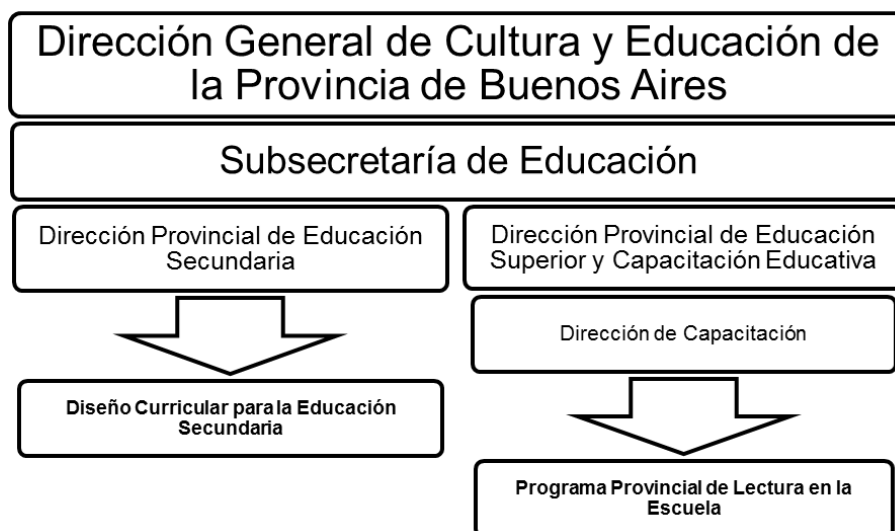 Dirección General de Cultura y Educación de
la Provincia de Buenos Aires
Subsecretaría de Educación
Dirección Provincial de Educación
Secundaria
Dirección Provincial de Educación
Superior y Capacitación Educativa
Dirección de Capacitación
Diseño Curricular para la Educación
Secundaria
Programa Provincial de Lectura en la
Escuela